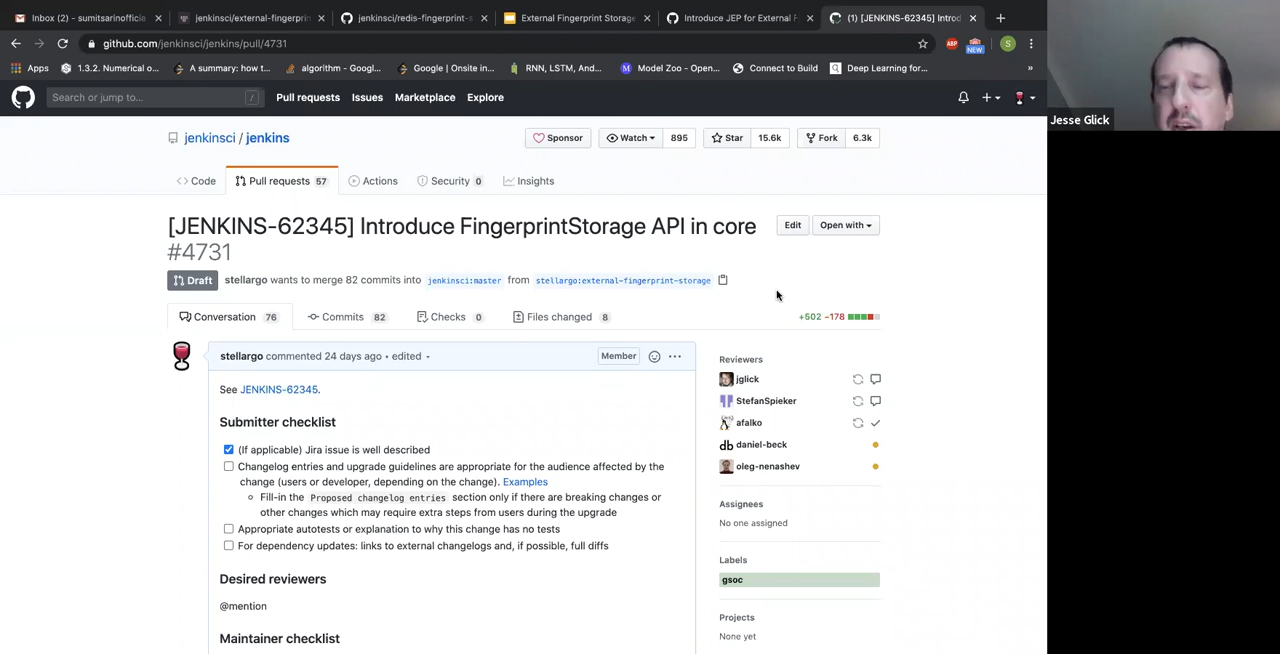 Inbox (2) - sumitsarinofficie
jenkinsci/external-fingerprin
jenkinsci/redis-fingerprint-s
External Fingerprint Storage
Introduce JEP for External F
(1) [JENKINS-62345] Introd
github.com/jenkinsci/jenkins/pull/4731
ABP
NEW
S
Apps
1.3.2. Numerical o...
A summary: how t...
algorithm - Googl...
Google | Onsite in...
RNN, LSTM, And...
Model Zoo - Open...
Connect to Build
Deep Learning for...
»
Search or jump to...
/
Pull requests
Issues
Marketplace
Explore
Jesse Glick
jenkinsci / jenkins
Sponsor
Watch
895
Star
15.6k
Fork
6.3k
<> Code
Pull requests 57
Actions
Security 0
Insights
[JENKINS-62345] Introduce FingerprintStorage API in core
#4731
Edit
Open with
Draft
stellargo wants to merge 82 commits into jenkinsci:master from stellargo:external-fingerprint-storage
Conversation 76
Commits 82
Checks 0
Files changed 8
+502 −178
stellargo commented 24 days ago • edited
Member
See JENKINS-62345.
Submitter checklist
(If applicable) Jira issue is well described
Changelog entries and upgrade guidelines are appropriate for the audience affected by the
change (users or developer, depending on the change). Examples
Fill-in the Proposed changelog entries section only if there are breaking changes or
other changes which may require extra steps from users during the upgrade
Appropriate autotests or explanation to why this change has no tests
For dependency updates: links to external changelogs and, if possible, full diffs
Desired reviewers
@mention
Maintainer checklist
Reviewers
jglick
StefanSpieker
afalko
db daniel-beck
oleg-nenashev
Assignees
No one assigned
Labels
gsoc
Projects
None yet